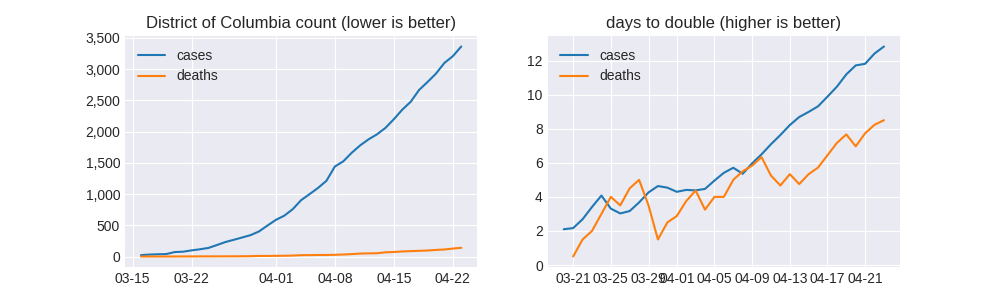 District of Columbia count (lower is better)
cases
deaths
3,500
3,000
2,500
2,000
1,500
1,000
500
0
03-15 03-22 04-01 04-08 04-15 04-22
days to double (higher is better)
cases
deaths
12
10
8
6
4
2
0
03-21 03-25 03-29 04-01 04-05 04-09 04-13 04-17 04-21